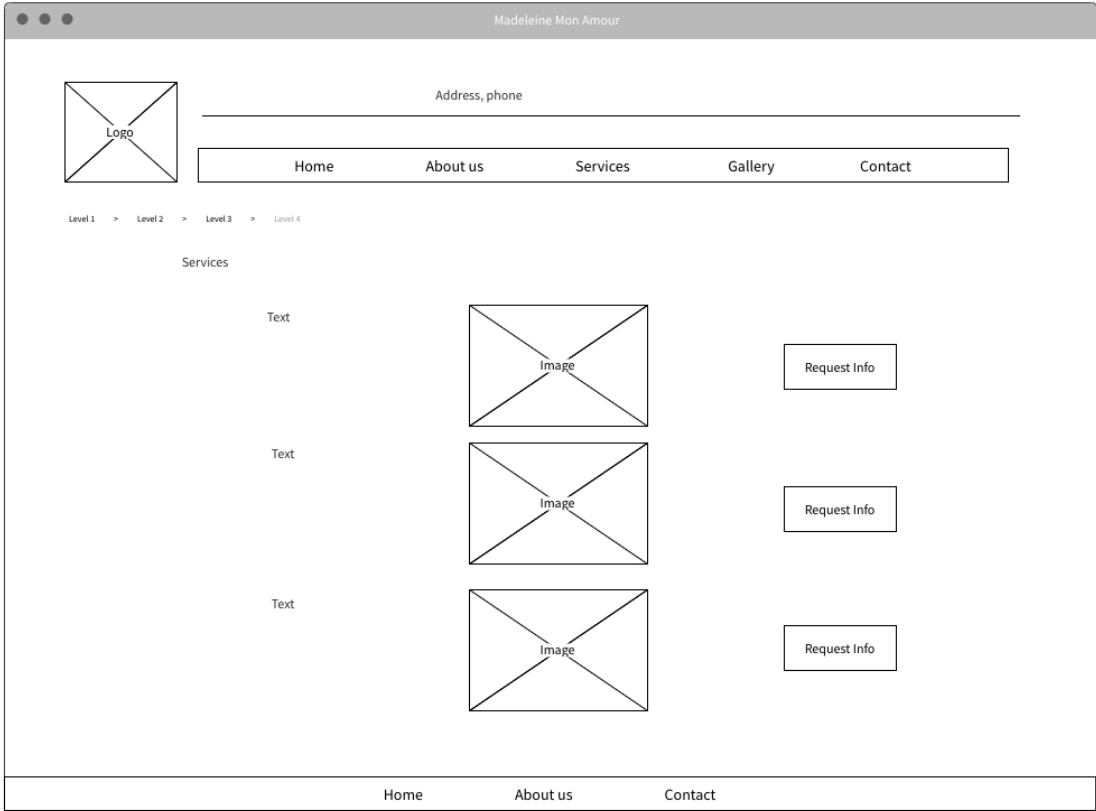 Madeleine Mon Amour
Address, phone
Logo
Home About us Services Gallery Contact
Level 1 > Level 2 > Level 3 > Level 4
Services
Text
Image
Request Info
Text
Image
Request Info
Text
Image
Request Info
Home About us Contact